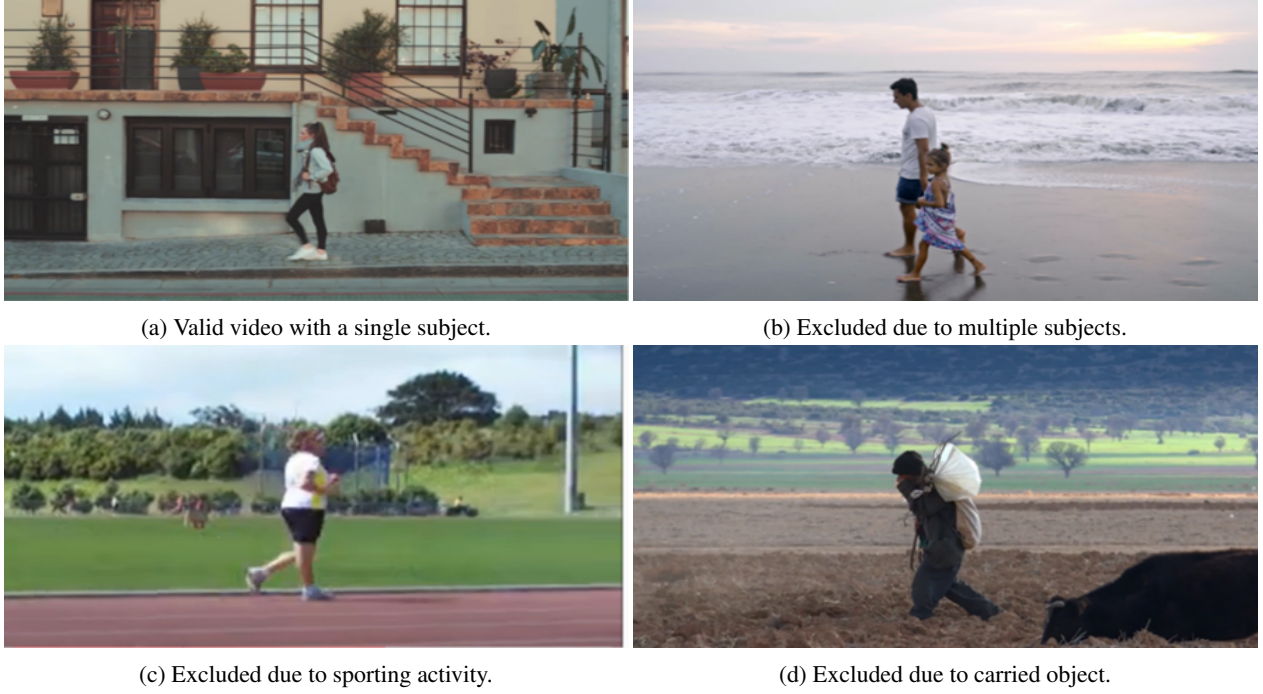 (a) Valid video with a single subject.
(b) Excluded due to multiple subjects.
(c) Excluded due to sporting activity.
(d) Excluded due to carried object.